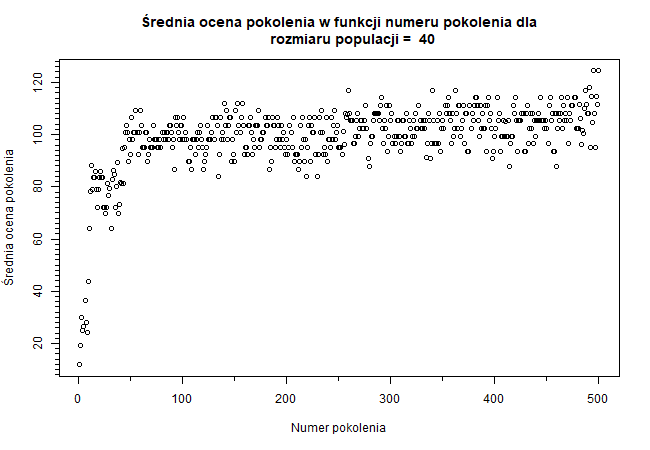 Średnia ocena pokolenia w funkcji numeru pokolenia dla
rozmiaru populacji = 40
Średnia ocena pokolenia
120
100
80
60
40
20
0 100 200 300 400 500
Numer pokolenia